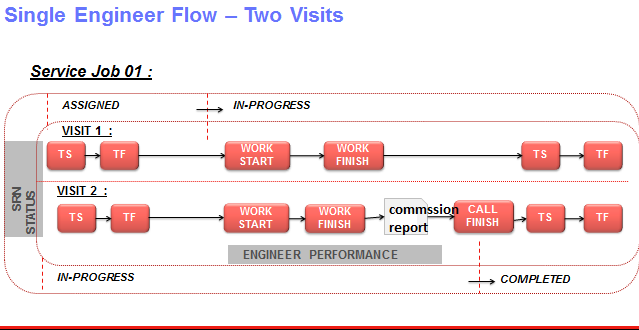 Single Engineer Flow – Two Visits
Service Job 01 :
ASSIGNED
IN-PROGRESS
VISIT 1 :
TS
TF
WORK
START
WORK
FINISH
TS
TF
SRN
STATUS
VISIT 2 :
TS
TF
WORK
START
WORK
FINISH
commssion
report
CALL
FINISH
TS
TF
ENGINEER PERFORMANCE
IN-PROGRESS
COMPLETED